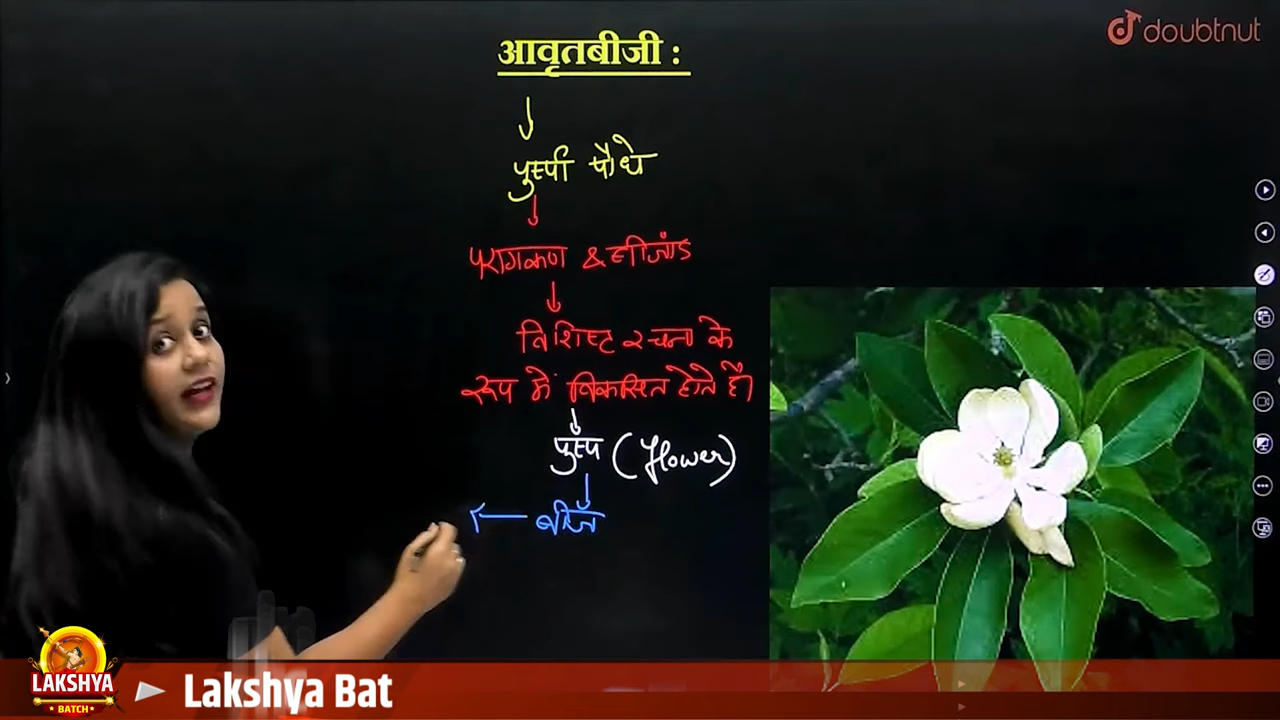 doubtnut
आवृतबीजी :
पुष्पी पौधे
परागकण & बीजांड
विशिष्ट रचना के
रूप में विकसित होते है।
पुष्प (flower)
बीज
LAKSHYA
BATCH
Lakshya Bat